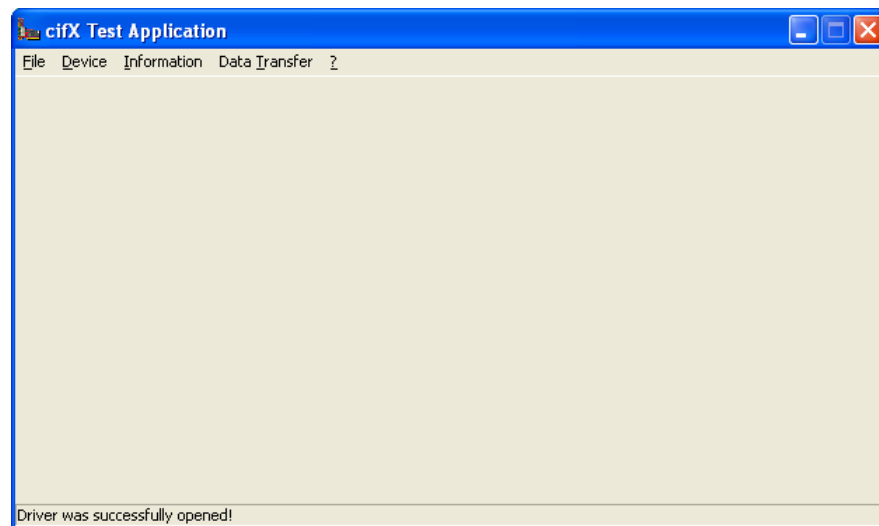 cifX Test Application
File Device Information Data Transfer ?
Driver was successfully opened!